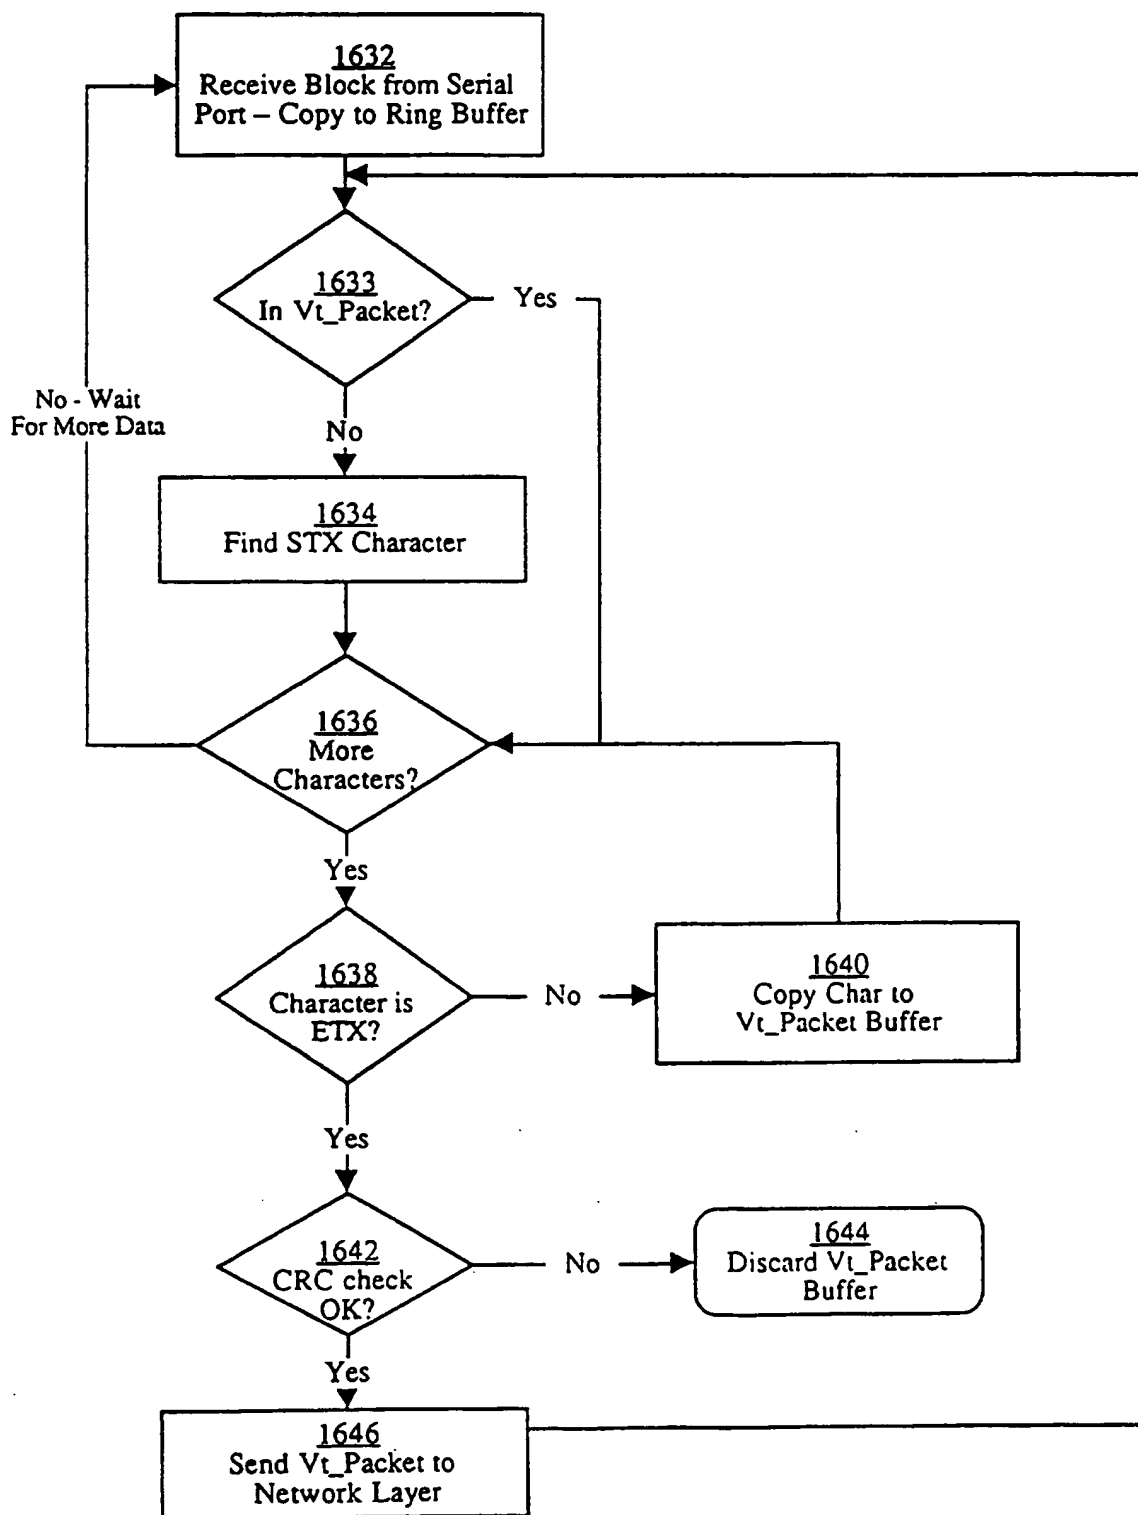 1632
Receive Block from Serial
Port – Copy to Ring Buffer
1633
In Vt_Packet?
Yes
No - Wait
For More Data
No
1634
Find STX Character
1636
More
Characters?
Yes
1638
Character is
ETX?
No
1640
Copy Char to
Vt_Packet Buffer
Yes
1642
CRC check
OK?
No
1644
Discard Vt_Packet
Buffer
Yes
1646
Send Vt_Packet to
Network Layer